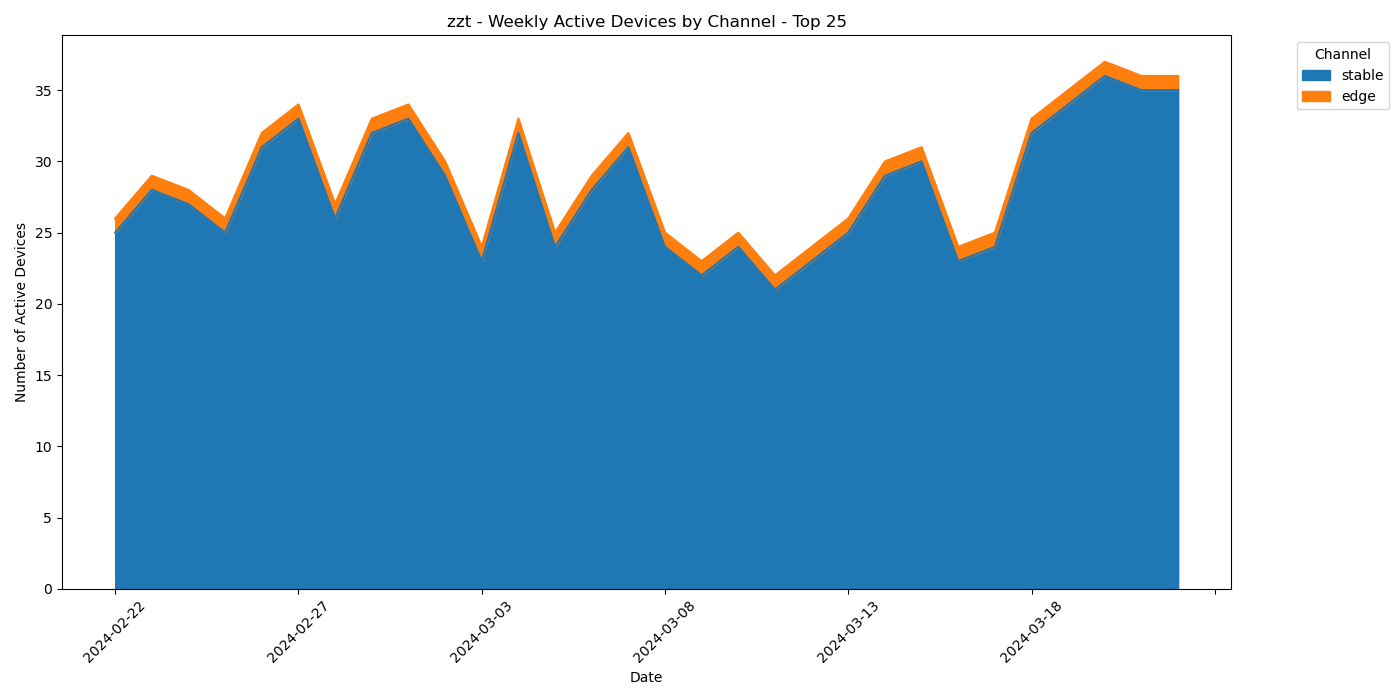 zzt - Weekly Active Devices by Channel - Top 25
Channel
stable
edge
Number of Active Devices
35
30
25
20
15
10
5
0
2024-02-22
2024-02-27
2024-03-03
2024-03-08
2024-03-13
2024-03-18
Date